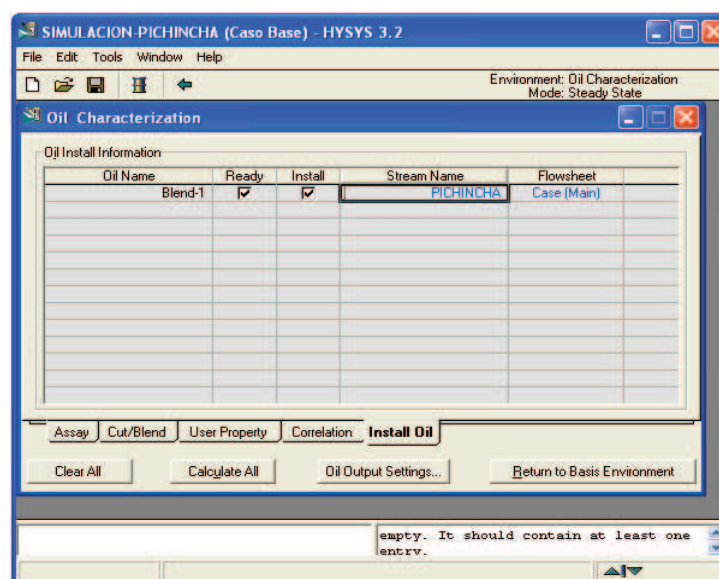 SIMULACION-PICHINCHA (Caso Base) - HYSYS 3.2
File Edit Tools Window Help
Environment: Oil Characterization
Mode: Steady State
Oil Characterization
Oil Install Information
Oil Name Ready Install Stream Name Flowsheet
Blend-1 PICHINCHA Case (Main)
Assay Cut/Blend User Property Correlation Install Oil
Clear All Calculate All Oil Output Settings... Return to Basis Environment
empty. It should contain at least one
entry.